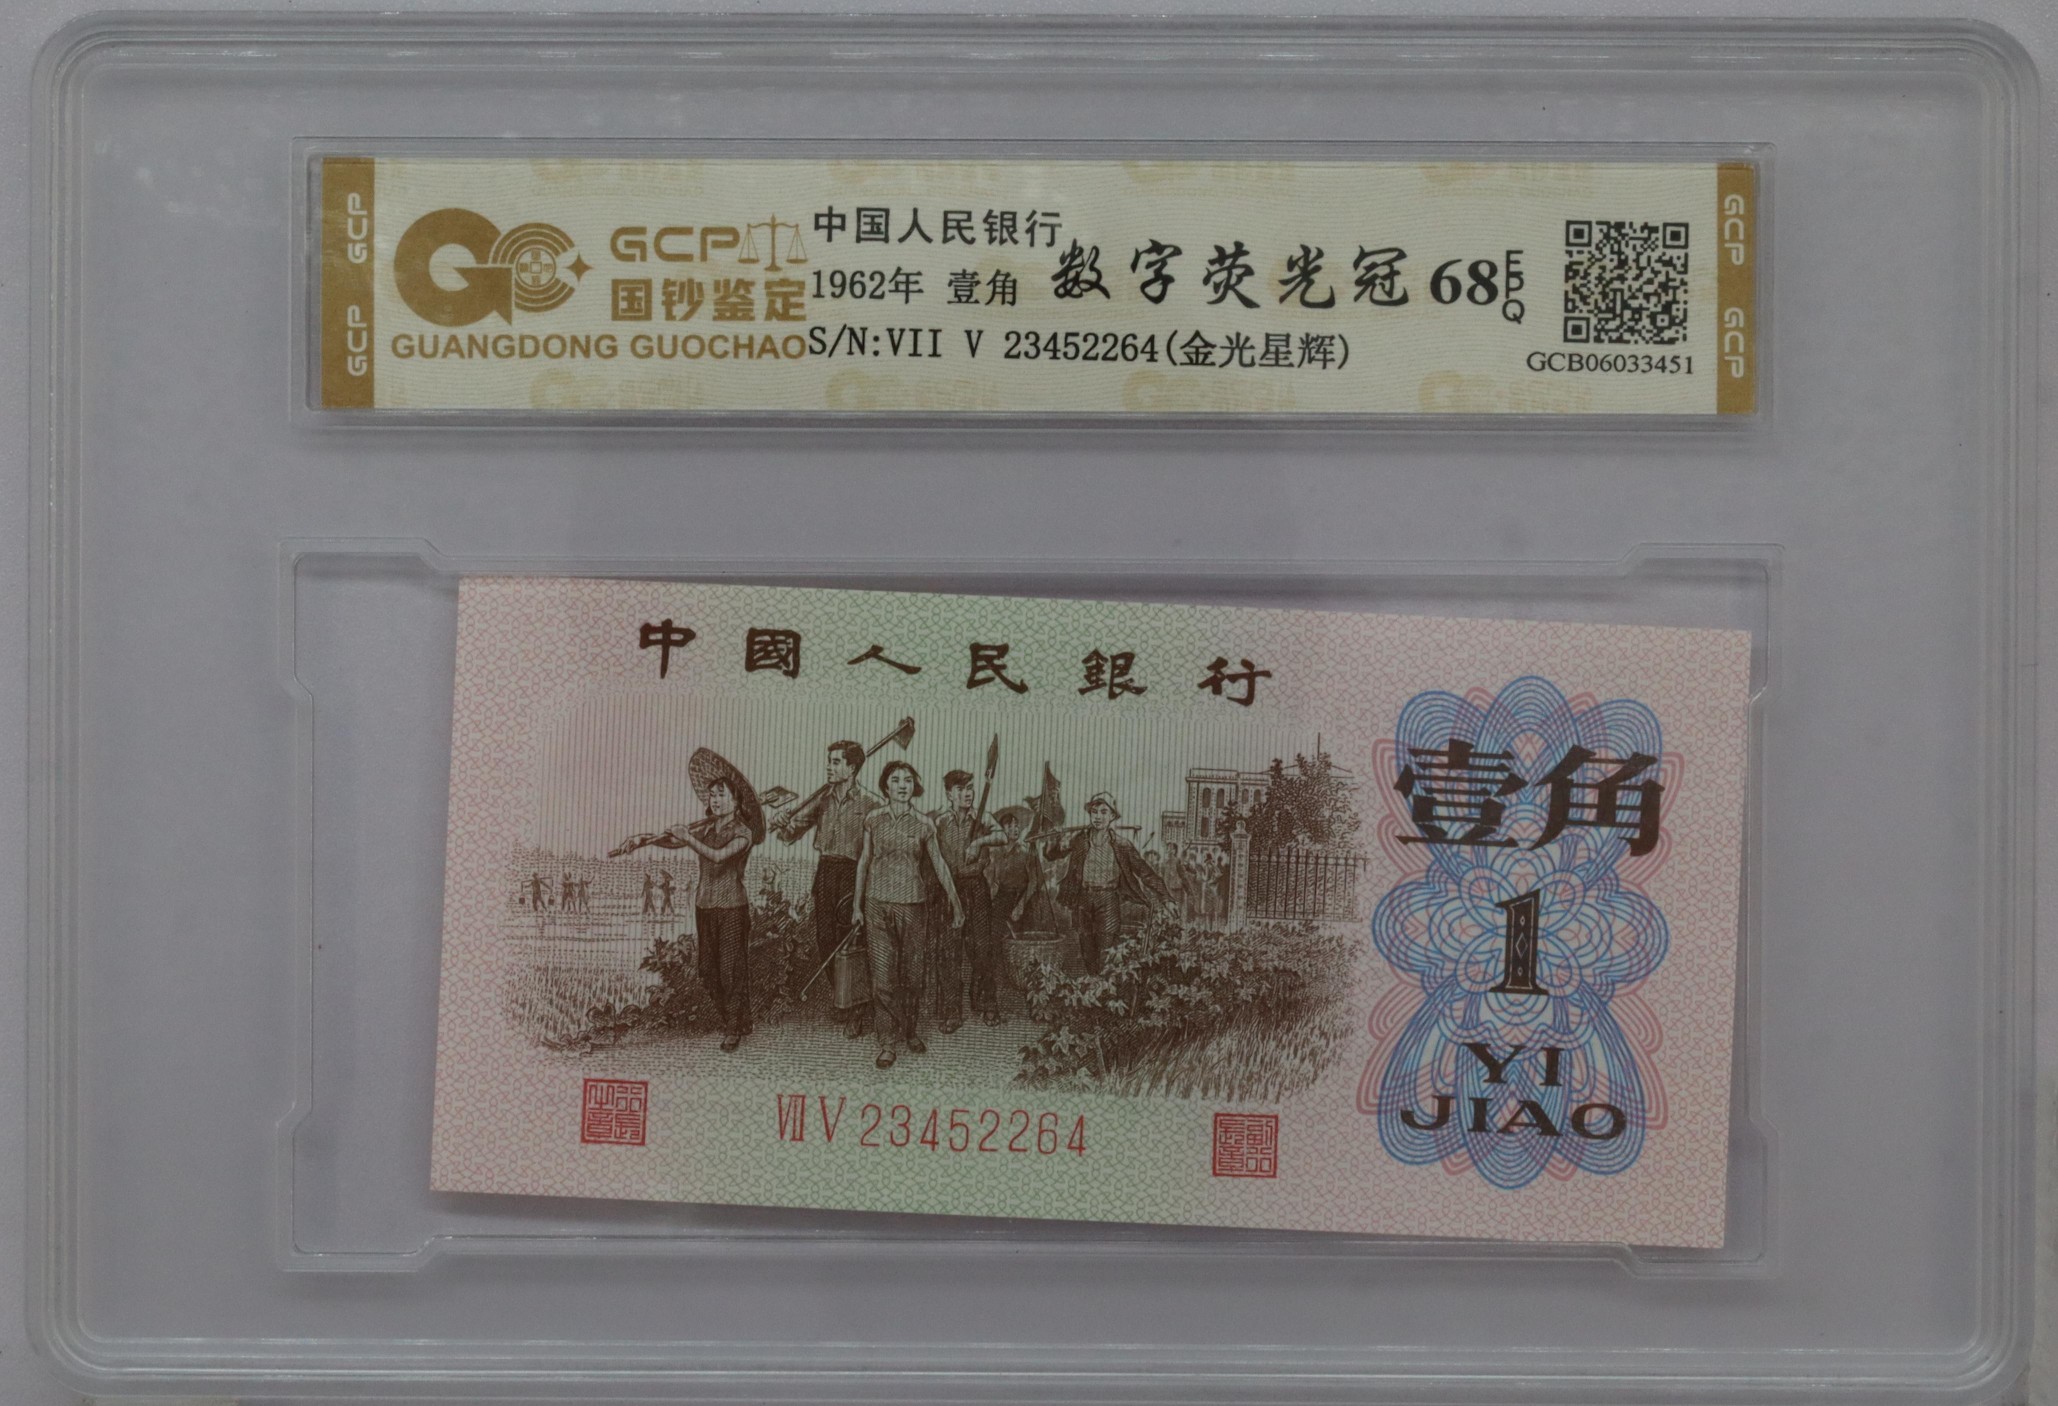 GCP
GCP
GCP
国钞鉴定
GUANGDONG GUOCHAO
中国人民银行
1962年 壹角 数字荧光冠 68 EPQ
S/N:VII V 23452264(金光星辉)
GCB06033451
GCP
GCP
中國人民銀行
壹角
1
YI
JIAO
VII V 23452264